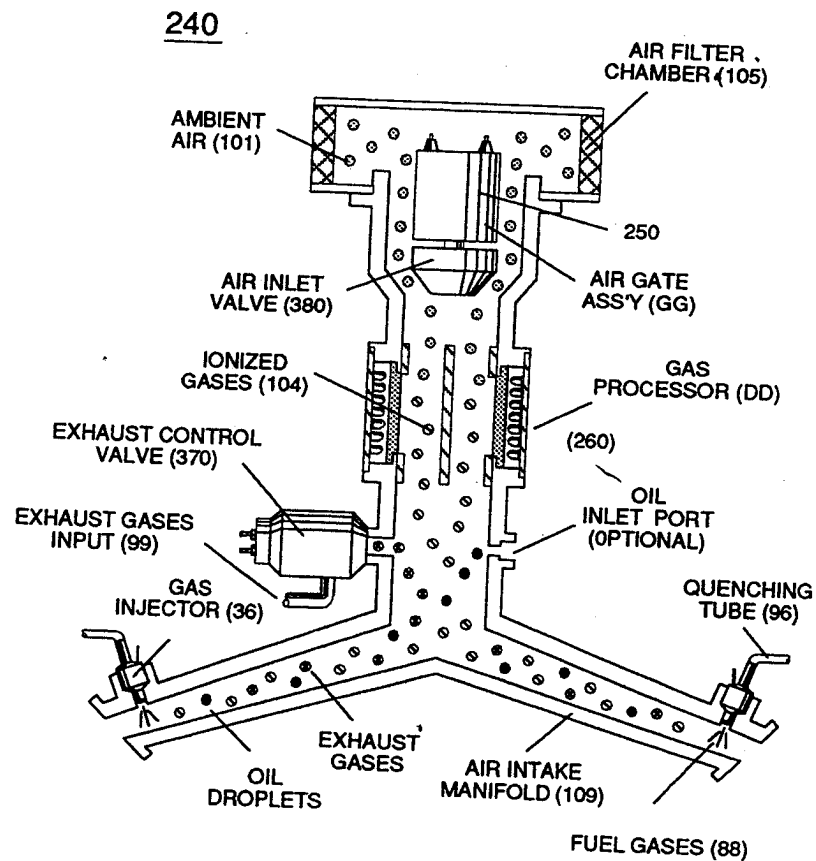 240
AIR FILTER
CHAMBER (105)
AMBIENT
AIR (101)
250
AIR INLET
VALVE (380)
AIR GATE
ASS'Y (GG)
IONIZED
GASES (104)
GAS
PROCESSOR (DD)
EXHAUST CONTROL
VALVE (370)
(260)
OIL
INLET PORT
(OPTIONAL)
EXHAUST GASES
INPUT (99)
GAS
INJECTOR (36)
QUENCHING
TUBE (96)
EXHAUST
GASES
OIL
DROPLETS
AIR INTAKE
MANIFOLD (109)
FUEL GASES (88)